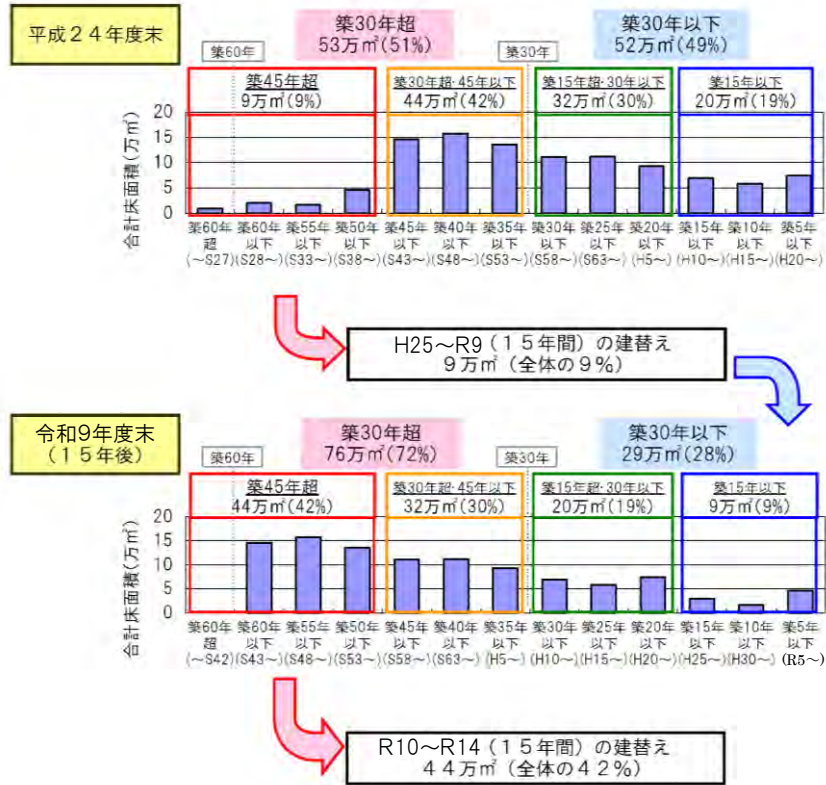 平成２４年度末
築30年超
53万㎡(51%)
築30年以下
52万㎡(49%)
築60年
築30年
築45年超
9万㎡(9%)
築30年超·45年以下
44万㎡(42%)
築15年超·30年以下
32万㎡(30%)
築15年以下
20万㎡(19%)
合計床面積(万㎡)
20
15
10
5
0
築60年 築60年 築55年 築50年 築45年 築40年 築35年 築30年 築25年 築20年 築15年 築10年 築5年
超 以下 以下 以下 以下 以下 以下 以下 以下 以下 以下 以下 以下
(～S27) (S28～) (S33～) (S38～) (S43～) (S48～) (S53～) (S58～) (S63～) (H5～) (H10～) (H15～) (H20～)
H25～R9（１５年間）の建替え
９万㎡（全体の９％）
令和9年度末
（１５年後）
築30年超
76万㎡(72%)
築30年以下
29万㎡(28%)
築60年
築30年
築45年超
44万㎡(42%)
築30年超·45年以下
32万㎡(30%)
築15年超·30年以下
20万㎡(19%)
築15年以下
9万㎡(9%)
合計床面積(万㎡)
20
15
10
5
0
築60年 築60年 築55年 築50年 築45年 築40年 築35年 築30年 築25年 築20年 築15年 築10年 築5年
超 以下 以下 以下 以下 以下 以下 以下 以下 以下 以下 以下 以下
(～S42) (S43～) (S48～) (S53～) (S58～) (S63～) (H5～) (H10～) (H15～) (H20～) (H25～) (H30～) (R5～)
R10～R14（１５年間）の建替え
４４万㎡（全体の４２％）